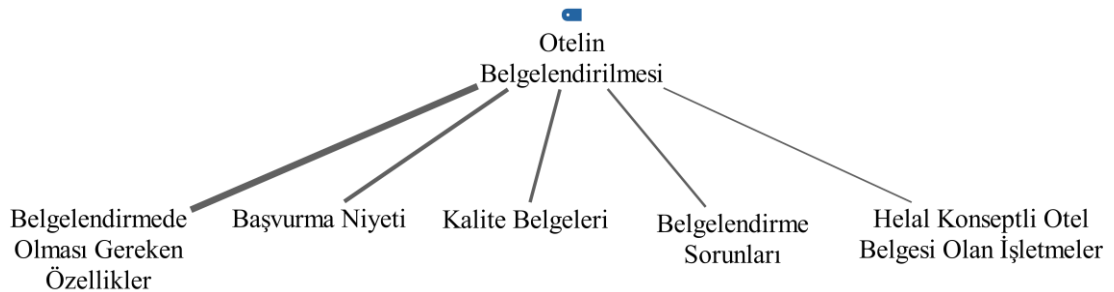 Otelin
Belgelendirilmesi
Belgelendirmede
Olması Gereken
Özellikler
Başvurma Niyeti
Kalite Belgeleri
Belgelendirme
Sorunları
Helal Konseptli Otel
Belgesi Olan İşletmeler